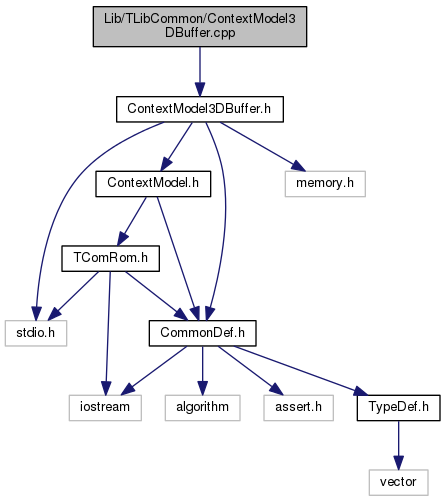 Lib/TLibCommon/ContextModel3
DBuffer.cpp
ContextModel3DBuffer.h
ContextModel.h
memory.h
TComRom.h
stdio.h
CommonDef.h
iostream
algorithm
assert.h
TypeDef.h
vector